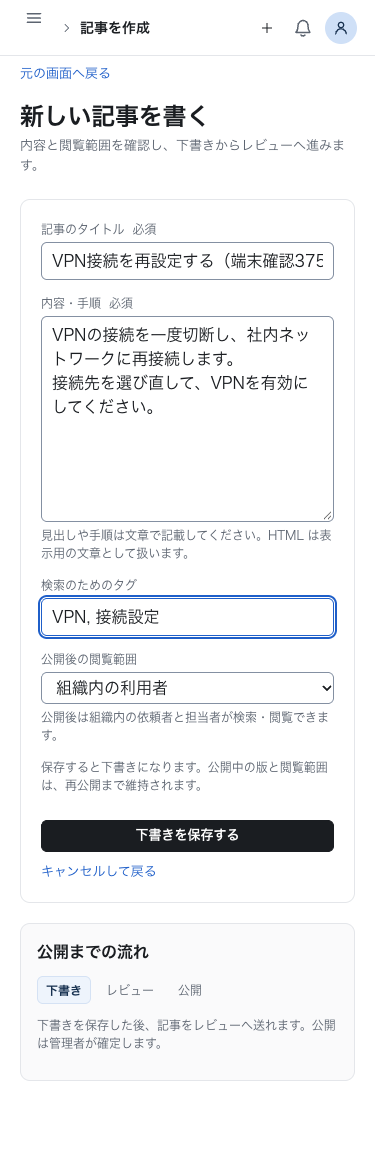 記事を作成
元の画面へ戻る
新しい記事を書く
内容と閲覧範囲を確認し、下書きからレビューへ進みま
す。
記事のタイトル 必須
VPN接続を再設定する（端末確認375
内容・手順 必須
VPNの接続を一度切断し、社内ネッ
トワークに再接続します。
接続先を選び直して、VPNを有効に
してください。
見出しや手順は文章で記載してください。HTML は表
示用の文章として扱います。
検索のためのタグ
VPN, 接続設定
公開後の閲覧範囲
組織内の利用者
公開後は組織内の依頼者と担当者が検索・閲覧できま
す。
保存すると下書きになります。公開中の版と閲覧範囲
は、再公開まで維持されます。
下書きを保存する
キャンセルして戻る
公開までの流れ
下書き レビュー 公開
下書きを保存した後、記事をレビューへ送れます。公開
は管理者が確定します。